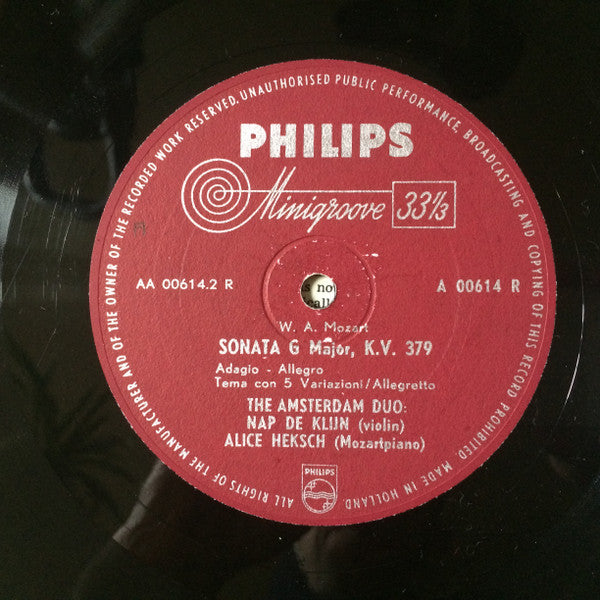 ALL RIGHTS OF THE MANUFACTURER AND OF THE OWNER OF THE RECORDED WORK RESERVED. UNAUTHORISED PUBLIC PERFORMANCE, BROADCASTING AND COPYING OF THIS RECORD PROHIBITED. MADE IN HOLLAND.
PHILIPS
Minigroove 33⅓
AA 00614.2 R
A 00614 R
W. A. Mozart
SONATA G Major, K.V. 379
Adagio - Allegro
Tema con 5 Variazioni/Allegretto
THE AMSTERDAM DUO:
NAP DE KLIJN (violin)
ALICE HEKSCH (Mozartpiano)
PHILIPS